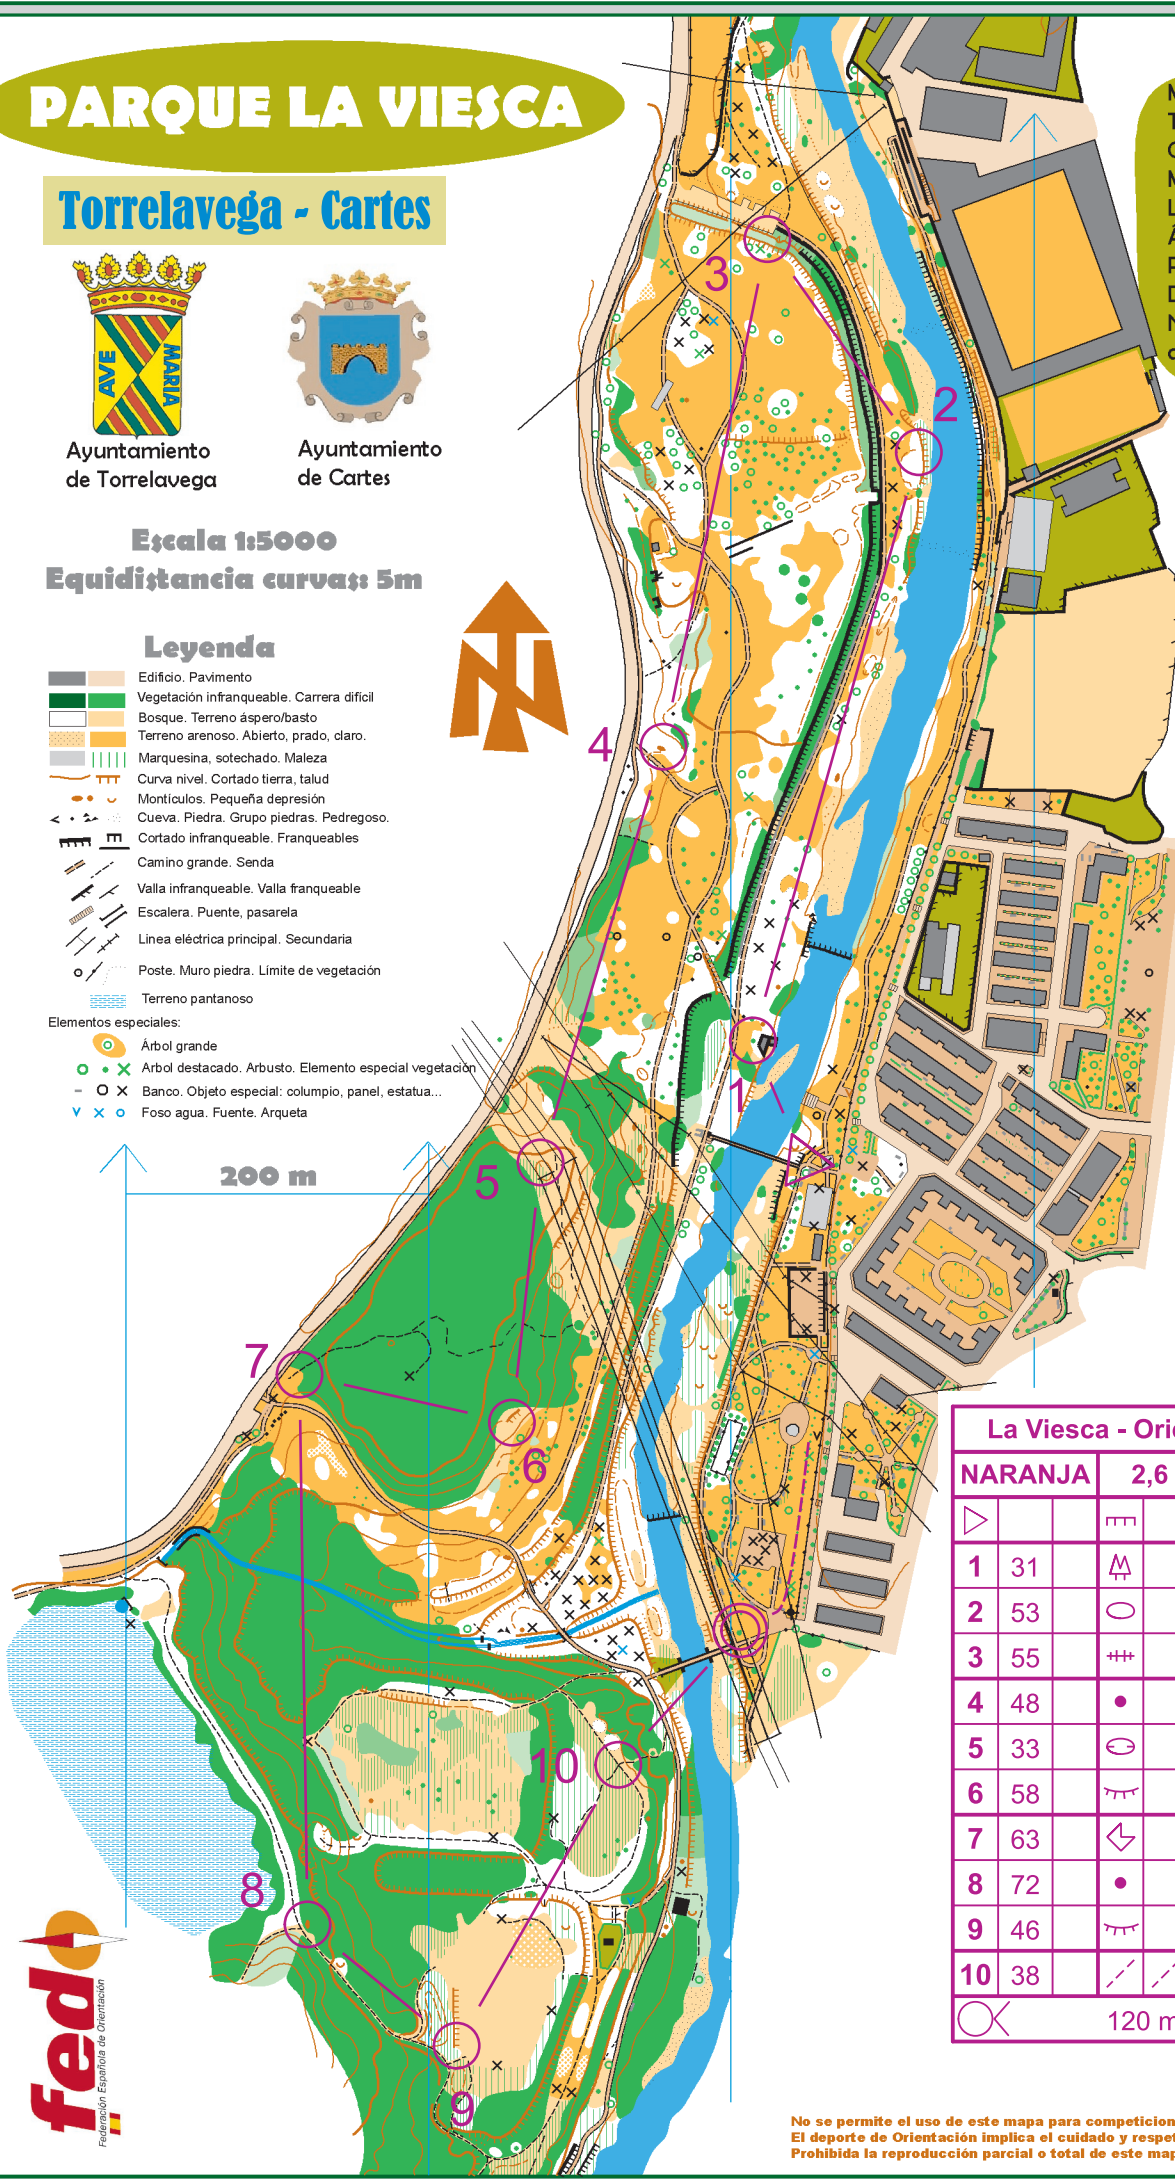 PARQUE LA VIESCA
Torrelavega - Cartes
AVE
MARIA
Ayuntamiento
de Torrelavega
Ayuntamiento
de Cartes
Escala 1:5000
Equidistancia curvas: 5m
Leyenda
Edificio. Pavimento
Vegetación infranqueable. Carrera difícil
Bosque. Terreno áspero/basto
Terreno arenoso. Abierto, prado, claro.
Marquesina, sotechado. Maleza
Curva nivel. Cortado tierra, talud
Montículos. Pequeña depresión
Cueva. Piedra. Grupo piedras. Pedregoso.
Cortado infranqueable. Franqueables
Camino grande. Senda
Valla infranqueable. Valla franqueable
Escalera. Puente, pasarela
Linea eléctrica principal. Secundaria
Poste. Muro piedra. Límite de vegetación
Terreno pantanoso
Elementos especiales:
Árbol grande
Arbol destacado. Arbusto. Elemento especial vegetación
Banco. Objeto especial: columpio, panel, estatua...
Foso agua. Fuente. Arqueta
200 m
N
3
2
4
1
5
7
6
10
8
9
La Viesca - Ori
NARANJA 2,6
1 31
2 53
3 55
4 48
5 33
6 58
7 63
8 72
9 46
10 38
120 m
fedo
Federación Española de Orientación
No se permite el uso de este mapa para competicion
El deporte de Orientación implica el cuidado y respet
Prohibida la reproducción parcial o total de este map